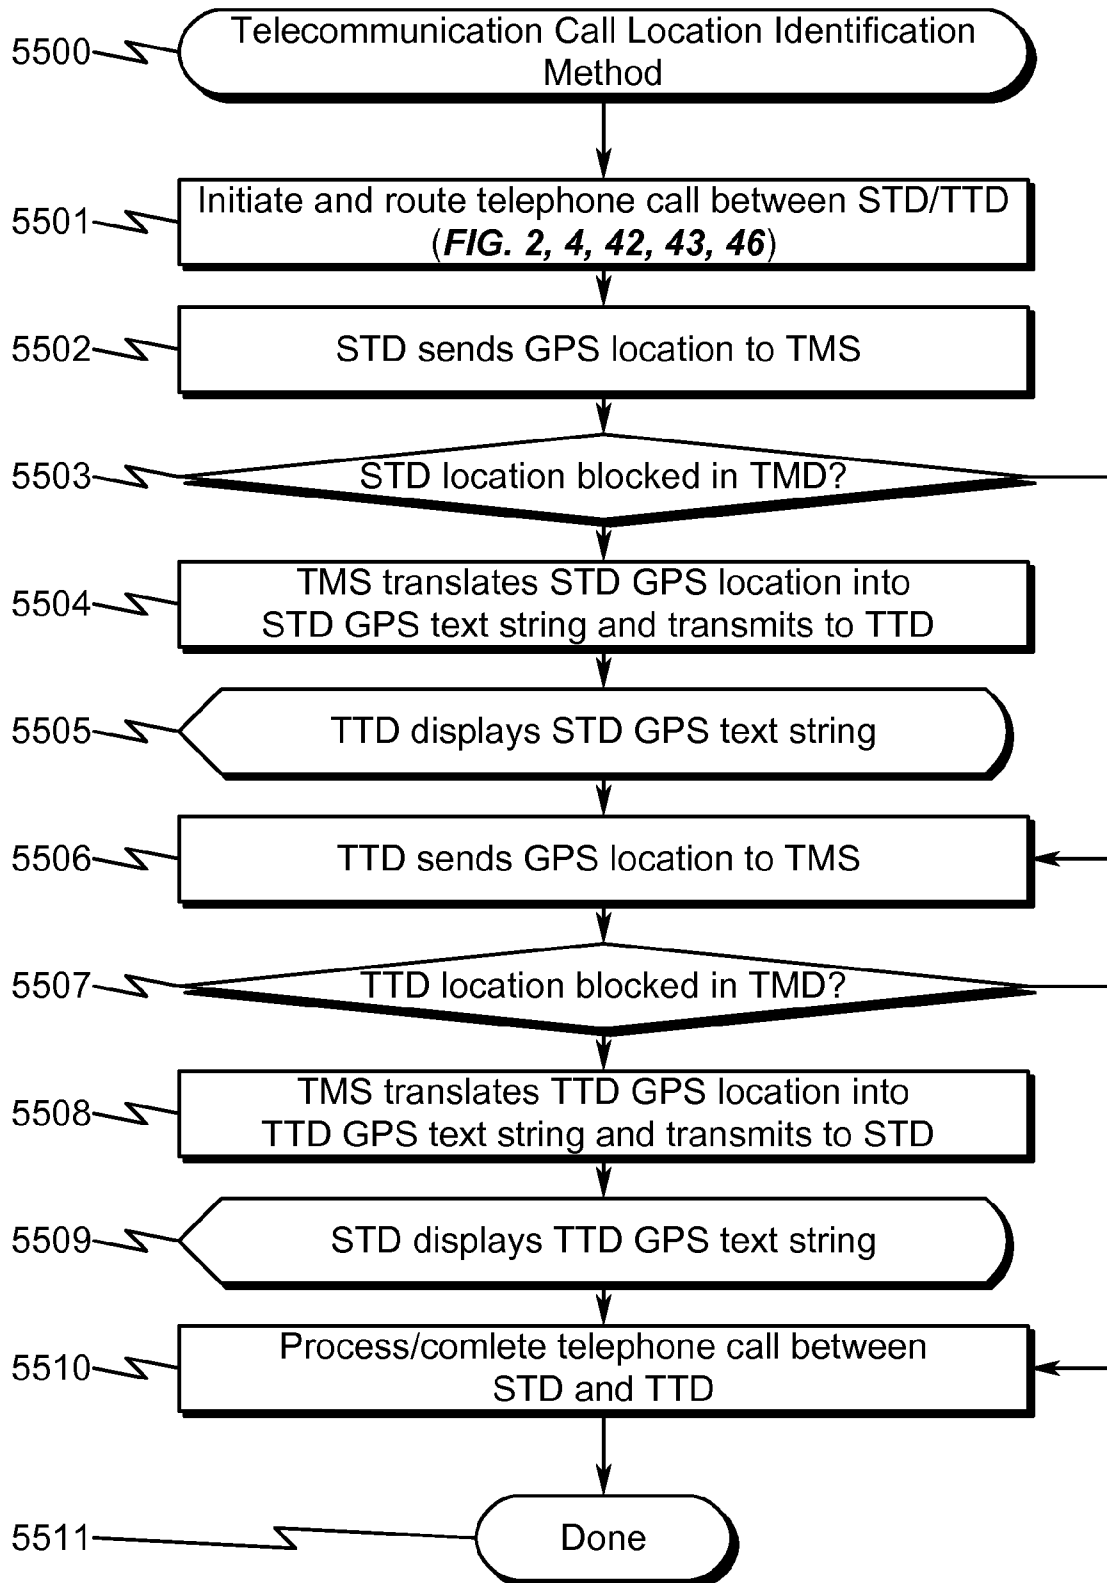 5500
Telecommunication Call Location Identification
Method
5501
Initiate and route telephone call between STD/TTD
(FIG. 2, 4, 42, 43, 46)
5502
STD sends GPS location to TMS
5503
STD location blocked in TMD?
5504
TMS translates STD GPS location into
STD GPS text string and transmits to TTD
5505
TTD displays STD GPS text string
5506
TTD sends GPS location to TMS
5507
TTD location blocked in TMD?
5508
TMS translates TTD GPS location into
TTD GPS text string and transmits to STD
5509
STD displays TTD GPS text string
5510
Process/comlete telephone call between
STD and TTD
5511
Done